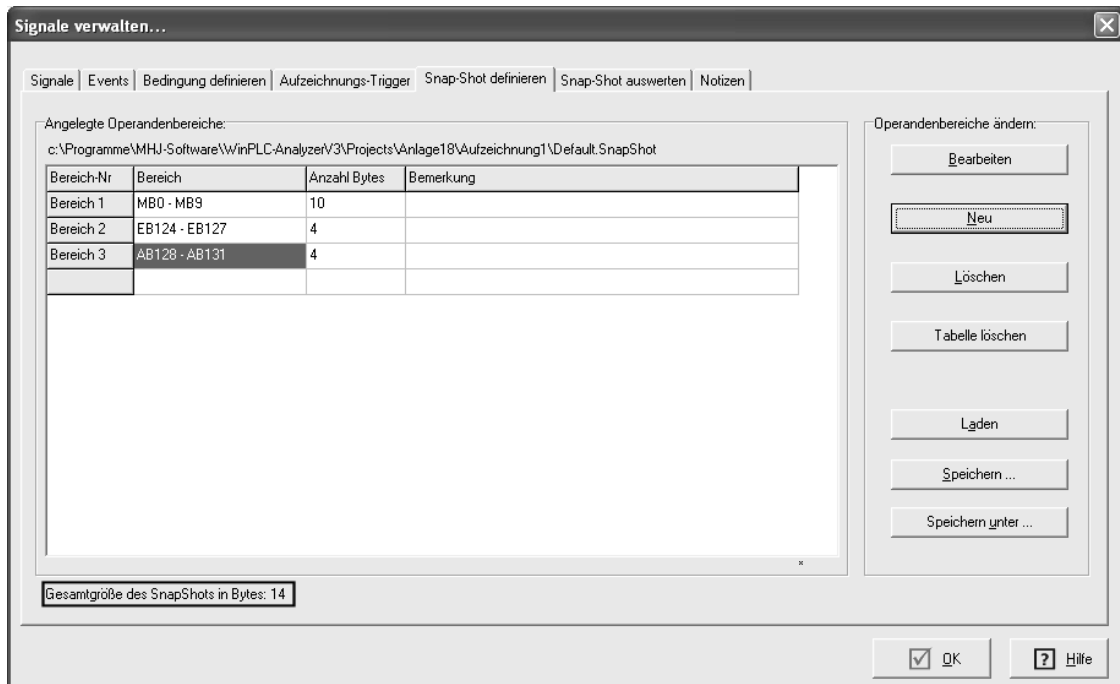 Signale verwalten...
Signale Events Bedingung definieren Aufzeichnungs-Trigger Snap-Shot definieren Snap-Shot auswerten Notizen
Angelegte Operandenbereiche:
c:\Programme\MHJ-Software\WinPLC-AnalyzerV3\Projects\Anlage18\Aufzeichnung1\Default.SnapShot
Bereich-Nr Bereich Anzahl Bytes Bemerkung
Bereich 1 MB0 - MB9 10
Bereich 2 EB124 - EB127 4
Bereich 3 AB128 - AB131 4
Gesamtgröße des SnapShots in Bytes: 14
Operandenbereiche ändern:
Bearbeiten
Neu
Löschen
Tabelle löschen
Laden
Speichern ...
Speichern unter ...
OK
Hilfe